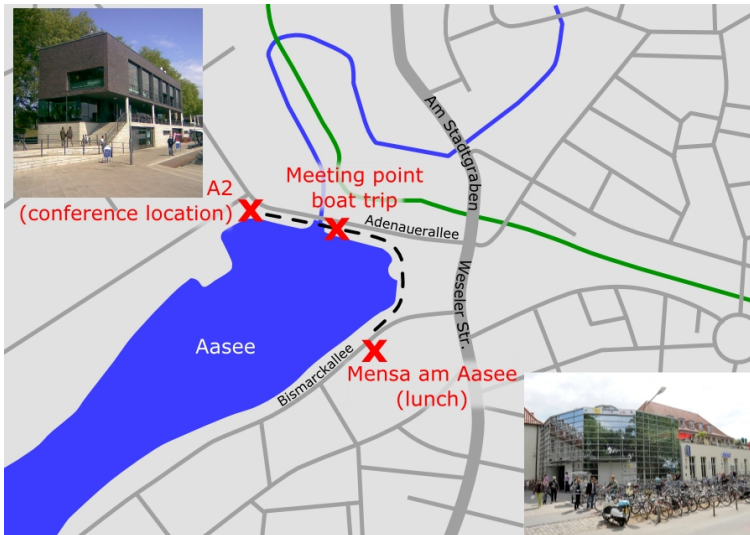 Am Stadtgraben
Meeting point
boat trip
A2
(conference location)
Adenauerallee
Weseler Str.
Aasee
Bismarckallee
Mensa am Aasee
(lunch)